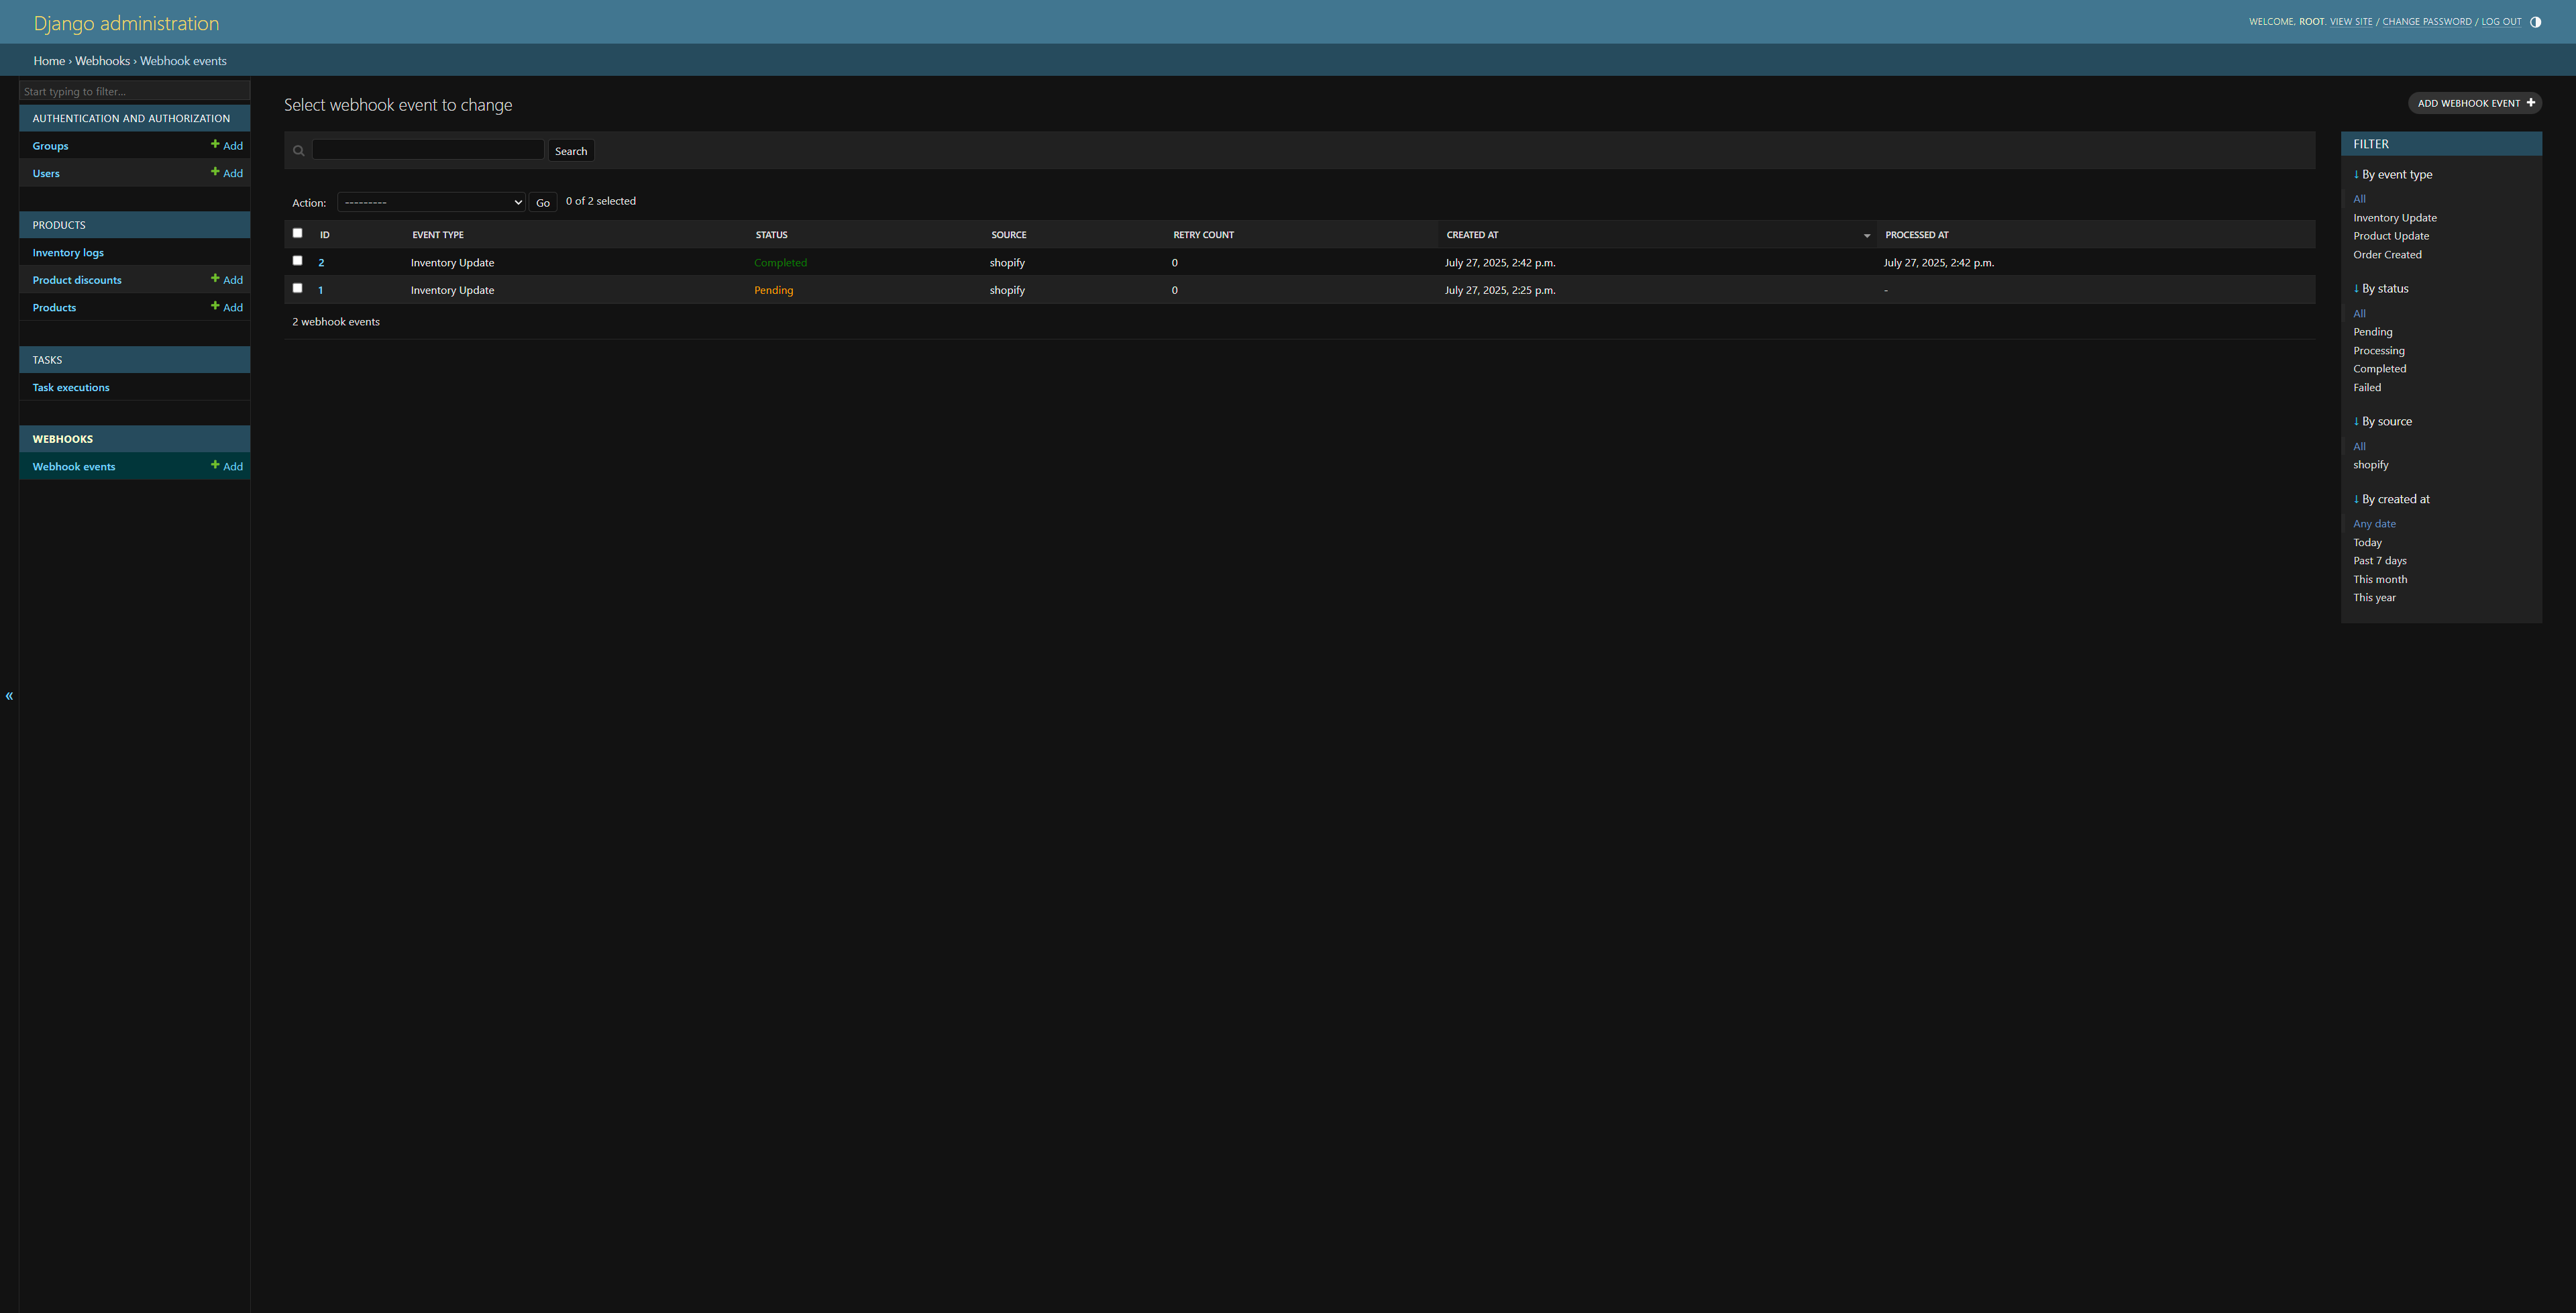 Django administration
WELCOME, ROOT. VIEW SITE / CHANGE PASSWORD / LOG OUT
Home › Webhooks › Webhook events
Start typing to filter...
AUTHENTICATION AND AUTHORIZATION
Groups + Add
Users + Add
PRODUCTS
Inventory logs
Product discounts + Add
Products + Add
TASKS
Task executions
WEBHOOKS
Webhook events + Add
«
Select webhook event to change
ADD WEBHOOK EVENT +
Search
Action: --------- Go 0 of 2 selected
ID EVENT TYPE STATUS SOURCE RETRY COUNT CREATED AT PROCESSED AT
2 Inventory Update Completed shopify 0 July 27, 2025, 2:42 p.m. July 27, 2025, 2:42 p.m.
1 Inventory Update Pending shopify 0 July 27, 2025, 2:25 p.m. -
2 webhook events
FILTER
↓ By event type
All
Inventory Update
Product Update
Order Created
↓ By status
All
Pending
Processing
Completed
Failed
↓ By source
All
shopify
↓ By created at
Any date
Today
Past 7 days
This month
This year